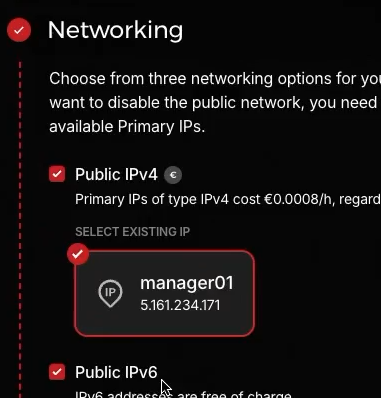 Networking
Choose from three networking options for you
want to disable the public network, you need
available Primary IPs.
Public IPv4 €
Primary IPs of type IPv4 cost €0.0008/h, regard
SELECT EXISTING IP
IP manager01
5.161.234.171
Public IPv6
IPv6 addresses are free of charge